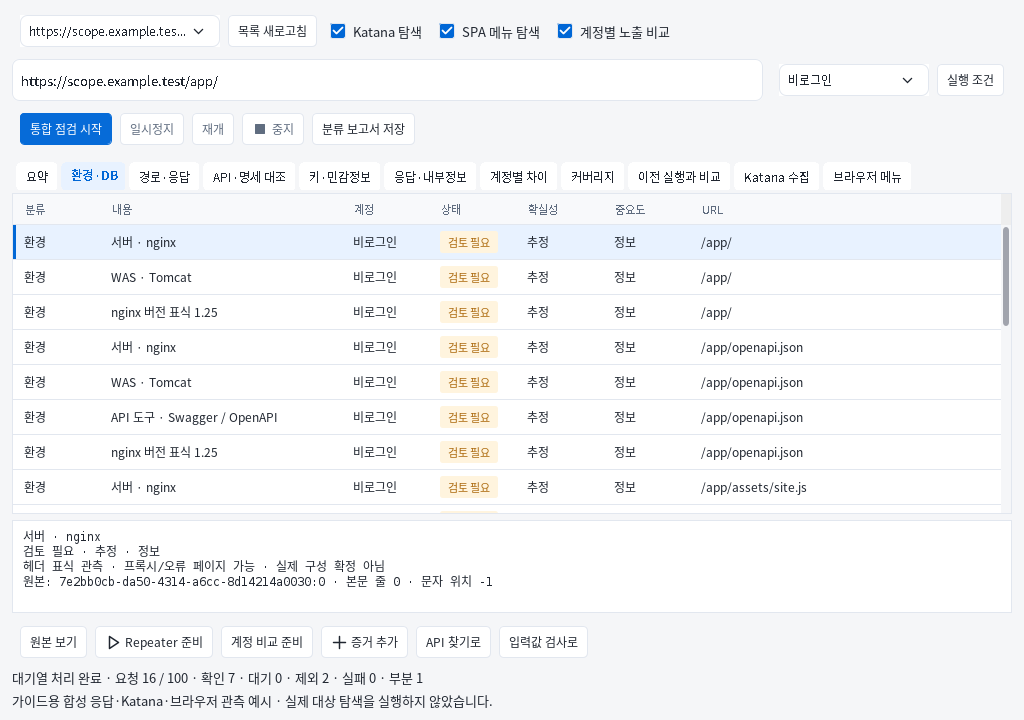 https://scope.example.tes... 목록 새로고침 Katana 탐색 SPA 메뉴 탐색 계정별 노출 비교
https://scope.example.test/app/ 비로그인 실행 조건
통합 점검 시작 일시정지 재개 중지 분류 보고서 저장
요약 환경·DB 경로·응답 API·명세 대조 키·민감정보 응답·내부정보 계정별 차이 커버리지 이전 실행과 비교 Katana 수집 브라우저 메뉴
분류 내용 계정 상태 확실성 중요도 URL
환경 서버 · nginx 비로그인 검토 필요 추정 정보 /app/
환경 WAS · Tomcat 비로그인 검토 필요 추정 정보 /app/
환경 nginx 버전 표식 1.25 비로그인 검토 필요 추정 정보 /app/
환경 서버 · nginx 비로그인 검토 필요 추정 정보 /app/openapi.json
환경 WAS · Tomcat 비로그인 검토 필요 추정 정보 /app/openapi.json
환경 API 도구 · Swagger / OpenAPI 비로그인 검토 필요 추정 정보 /app/openapi.json
환경 nginx 버전 표식 1.25 비로그인 검토 필요 추정 정보 /app/openapi.json
환경 서버 · nginx 비로그인 검토 필요 추정 정보 /app/assets/site.js
서버 · nginx
검토 필요 · 추정 · 정보
헤더 표식 관측 · 프록시/오류 페이지 가능 · 실제 구성 확정 아님
원본: 7e2bb0cb-da50-4314-a6cc-8d14214a0030:0 · 본문 줄 0 · 문자 위치 -1
원본 보기 Repeater 준비 계정 비교 준비 증거 추가 API 찾기로 입력값 검사로
대기열 처리 완료 · 요청 16 / 100 · 확인 7 · 대기 0 · 제외 2 · 실패 0 · 부분 1
가이드용 합성 응답·Katana·브라우저 관측 예시 · 실제 대상 탐색을 실행하지 않았습니다.